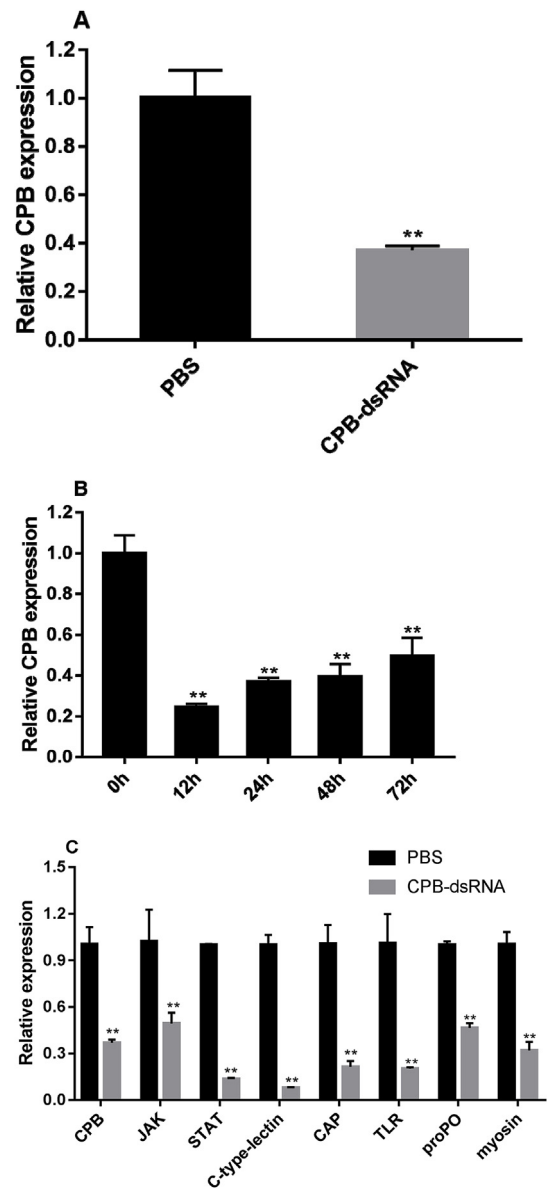 A
Relative CPB expression
1.2
1.0
0.8
0.6
0.4
0.2
0.0
**
PBS
CPB-dsRNA
B
Relative CPB expression
1.2
1.0
0.8
0.6
0.4
0.2
0.0
**
**
**
**
0h
12h
24h
48h
72h
C
PBS
CPB-dsRNA
Relative expression
1.5
1.2
0.9
0.6
0.3
0.0
**
**
**
**
**
**
**
**
CPB
JAK
STAT
C-type-lectin
CAP
TLR
proPO
myosin